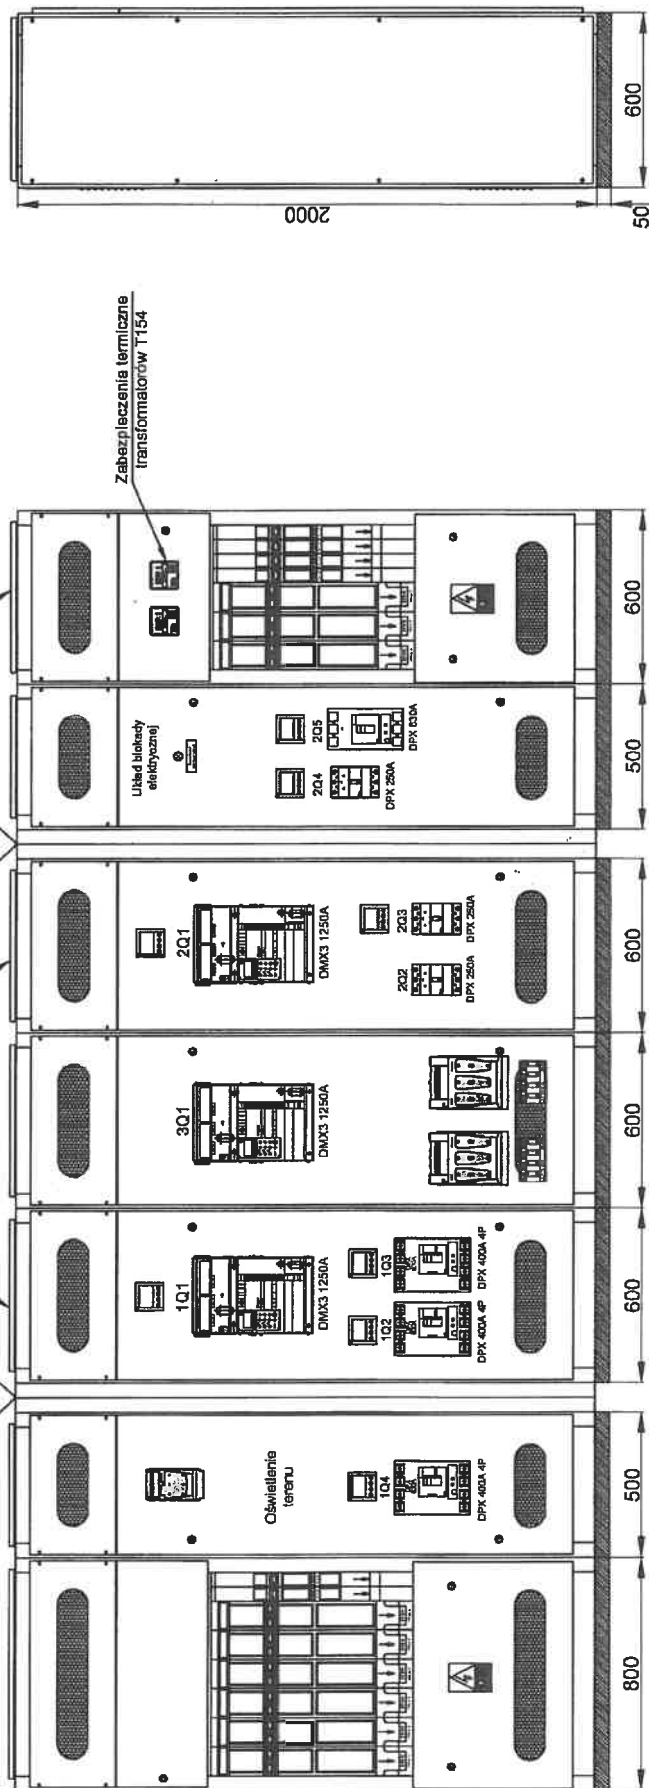 Zabezpieczenia termiczne
transformatorów T154
2000
600
50
Układ blokady
elektrycznej
2Q4
2Q5
DPX 250A
DPX 630A
600
500
2Q1
DMX3 1250A
2Q2
2Q3
DPX 250A
DPX 250A
600
3Q1
DMX3 1250A
600
1Q1
DMX3 1250A
1Q2
1Q3
DPX 400A 4P
DPX 400A 4P
600
Oświetlenie
terenu
1Q4
DPX 400A 4P
500
800